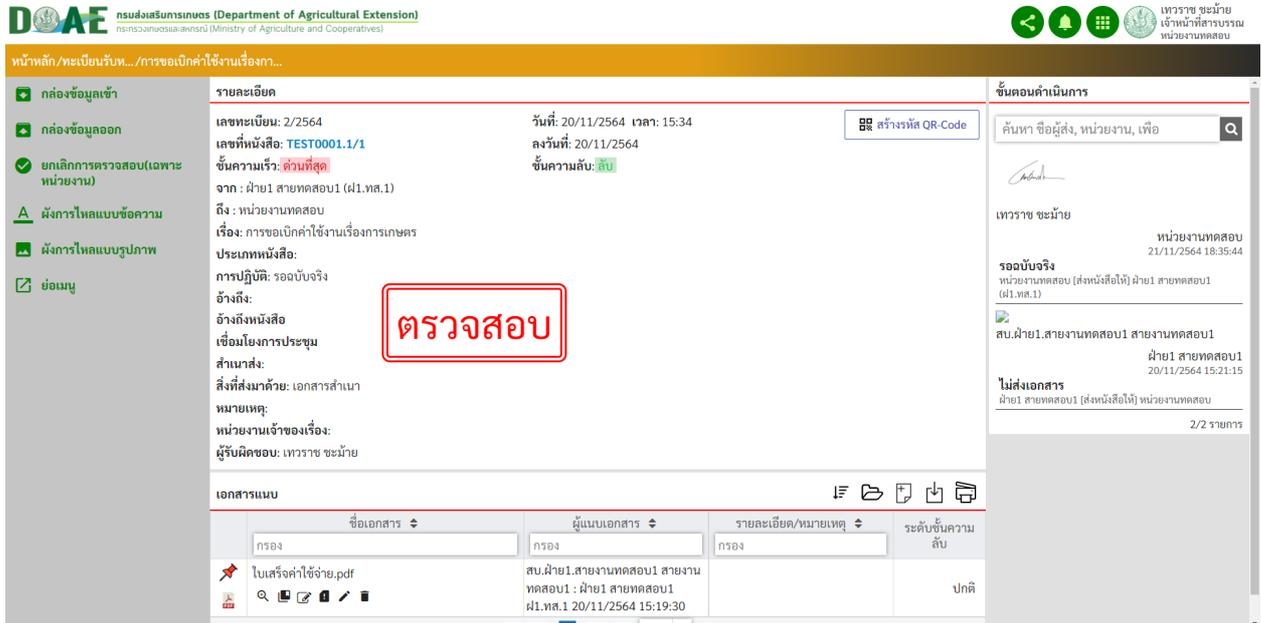 DOAE
กรมส่งเสริมการเกษตร (Department of Agricultural Extension)
กระทรวงเกษตรและสหกรณ์ (Ministry of Agriculture and Cooperatives)
เทวราช ชะม้าย
เจ้าหน้าที่สารบรรณ
หน่วยงานทดสอบ
หน้าหลัก/ทะเบียนรับห.../การขอเบิกค่าใช้งานเรื่องกา...
กล่องข้อมูลเข้า
กล่องข้อมูลออก
ยกเลิกการตรวจสอบ(เฉพาะ
หน่วยงาน)
ผังการไหลแบบข้อความ
ผังการไหลแบบรูปภาพ
ย่อเมนู
รายละเอียด
เลขทะเบียน: 2/2564
วันที่: 20/11/2564 เวลา: 15:34
สร้างรหัส QR-Code
เลขที่หนังสือ: TEST0001.1/1
ลงวันที่: 20/11/2564
ชั้นความเร็ว: ด่วนที่สุด
ชั้นความลับ: ลับ
จาก : ฝ่าย1 สายทดสอบ1 (ฝ1.ทส.1)
ถึง : หน่วยงานทดสอบ
เรื่อง: การขอเบิกค่าใช้งานเรื่องการเกษตร
ประเภทหนังสือ:
การปฏิบัติ: รอฉบับจริง
อ้างถึง:
อ้างถึงหนังสือ
เชื่อมโยงการประชุม
สำเนาส่ง:
สิ่งที่ส่งมาด้วย: เอกสารสำเนา
หมายเหตุ:
หน่วยงานเจ้าของเรื่อง:
ผู้รับผิดชอบ: เทวราช ชะม้าย
ตรวจสอบ
เอกสารแนบ
ชื่อเอกสาร
ผู้แนบเอกสาร
รายละเอียด/หมายเหตุ
ระดับชั้นความ
ลับ
กรอง
กรอง
กรอง
ใบเสร็จค่าใช้จ่าย.pdf
สบ.ฝ่าย1.สายงานทดสอบ1 สายงาน
ทดสอบ1 : ฝ่าย1 สายทดสอบ1
ฝ1.ทส.1 20/11/2564 15:19:30
ปกติ
ขั้นตอนดำเนินการ
ค้นหา ชื่อผู้ส่ง, หน่วยงาน, เพื่อ
เทวราช ชะม้าย
หน่วยงานทดสอบ
21/11/2564 18:35:44
รอฉบับจริง
หน่วยงานทดสอบ [ส่งหนังสือให้] ฝ่าย1 สายทดสอบ1
(ฝ1.ทส.1)
สบ.ฝ่าย1.สายงานทดสอบ1 สายงานทดสอบ1
ฝ่าย1 สายทดสอบ1
20/11/2564 15:21:15
ไม่ส่งเอกสาร
ฝ่าย1 สายทดสอบ1 [ส่งหนังสือให้] หน่วยงานทดสอบ
2/2 รายการ